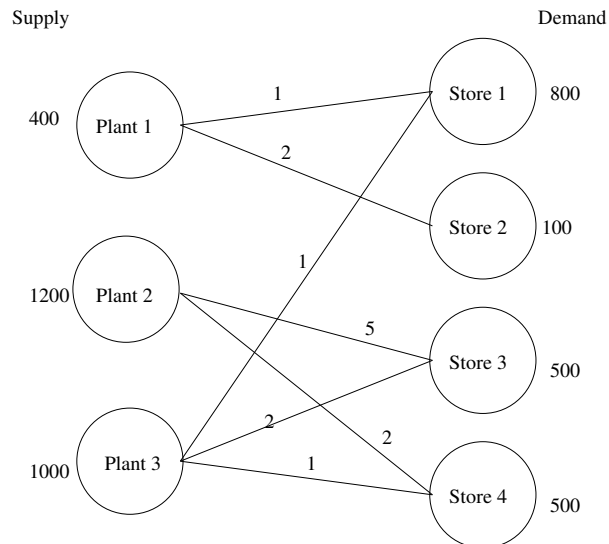 Supply
Demand
400
Plant 1
1
Store 1
800
2
Store 2
100
1
1200
Plant 2
5
Store 3
500
2
2
1000
Plant 3
1
Store 4
500